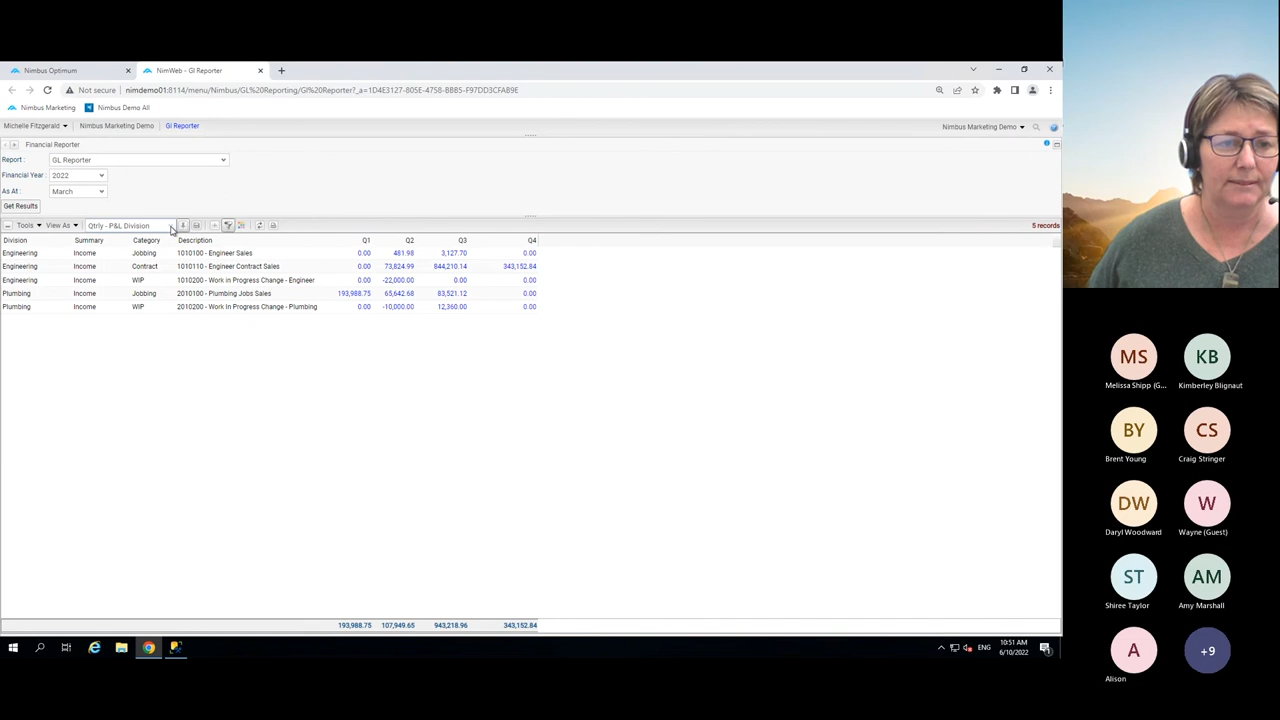 Nimbus Optimum
NimWeb - Gl Reporter
Not secure
nimdemo01:8114/menu/Nimbus/GL%20Reporting/Gl%20Reporter?_a=1D4E3127-805E-4758-BBB5-F97DD3CFAB9E
Nimbus Marketing
Nimbus Demo All
Michelle Fitzgerald
Nimbus Marketing Demo
Gl Reporter
Nimbus Marketing Demo
Financial Reporter
Report :
GL Reporter
Financial Year :
2022
As At :
March
Get Results
Tools
View As
Qtrly - P&L Division
5 records
Division Summary Category Description Q1 Q2 Q3 Q4
Engineering Income Jobbing 1010100 - Engineer Sales 0.00 481.98 3,127.70 0.00
Engineering Income Contract 1010110 - Engineer Contract Sales 0.00 73,824.99 844,210.14 343,152.84
Engineering Income WIP 1010200 - Work in Progress Change - Engineer 0.00 -22,000.00 0.00 0.00
Plumbing Income Jobbing 2010100 - Plumbing Jobs Sales 193,988.75 65,642.68 83,521.12 0.00
Plumbing Income WIP 2010200 - Work In Progress Change - Plumbing 0.00 -10,000.00 12,360.00 0.00
193,988.75 107,949.65 943,218.96 343,152.84
ENG
10:51 AM
6/10/2022
MS
Melissa Shipp (G...
KB
Kimberley Blignaut
BY
Brent Young
CS
Craig Stringer
DW
Daryl Woodward
W
Wayne (Guest)
ST
Shiree Taylor
AM
Amy Marshall
A
Alison
+9